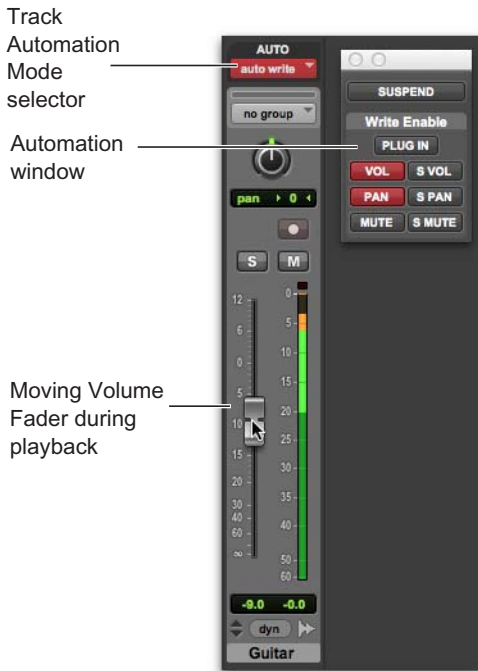 Track
Automation
Mode
selector
Automation
window
Moving Volume
Fader during
playback
AUTO
auto write
no group
pan 0
S M
12
6
0
5
10
15
20
30
40
60
∞
0
5
10
15
20
25
30
35
40
50
60
-9.0 -0.0
dyn
Guitar
SUSPEND
Write Enable
PLUG IN
VOL S VOL
PAN S PAN
MUTE S MUTE